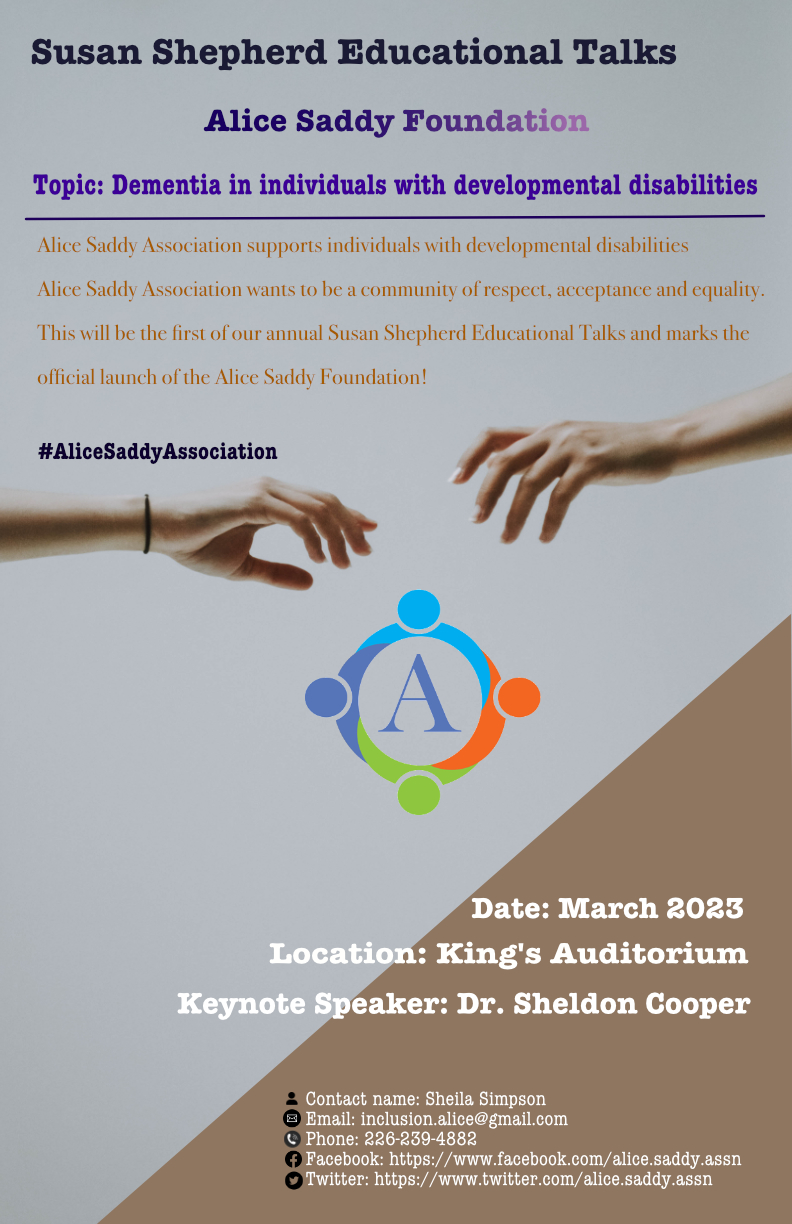 Susan Shepherd Educational Talks
Alice Saddy Foundation
Topic: Dementia in individuals with developmental disabilities
Alice Saddy Association supports individuals with developmental disabilities
Alice Saddy Association wants to be a community of respect, acceptance and equality.
This will be the first of our annual Susan Shepherd Educational Talks and marks the
official launch of the Alice Saddy Foundation!
#AliceSaddyAssociation
A
Date: March 2023
Location: King's Auditorium
Keynote Speaker: Dr. Sheldon Cooper
Contact name: Sheila Simpson
Email: inclusion.alice@gmail.com
Phone: 226-239-4882
Facebook: https://www.facebook.com/alice.saddy.assn
Twitter: https://www.twitter.com/alice.saddy.assn